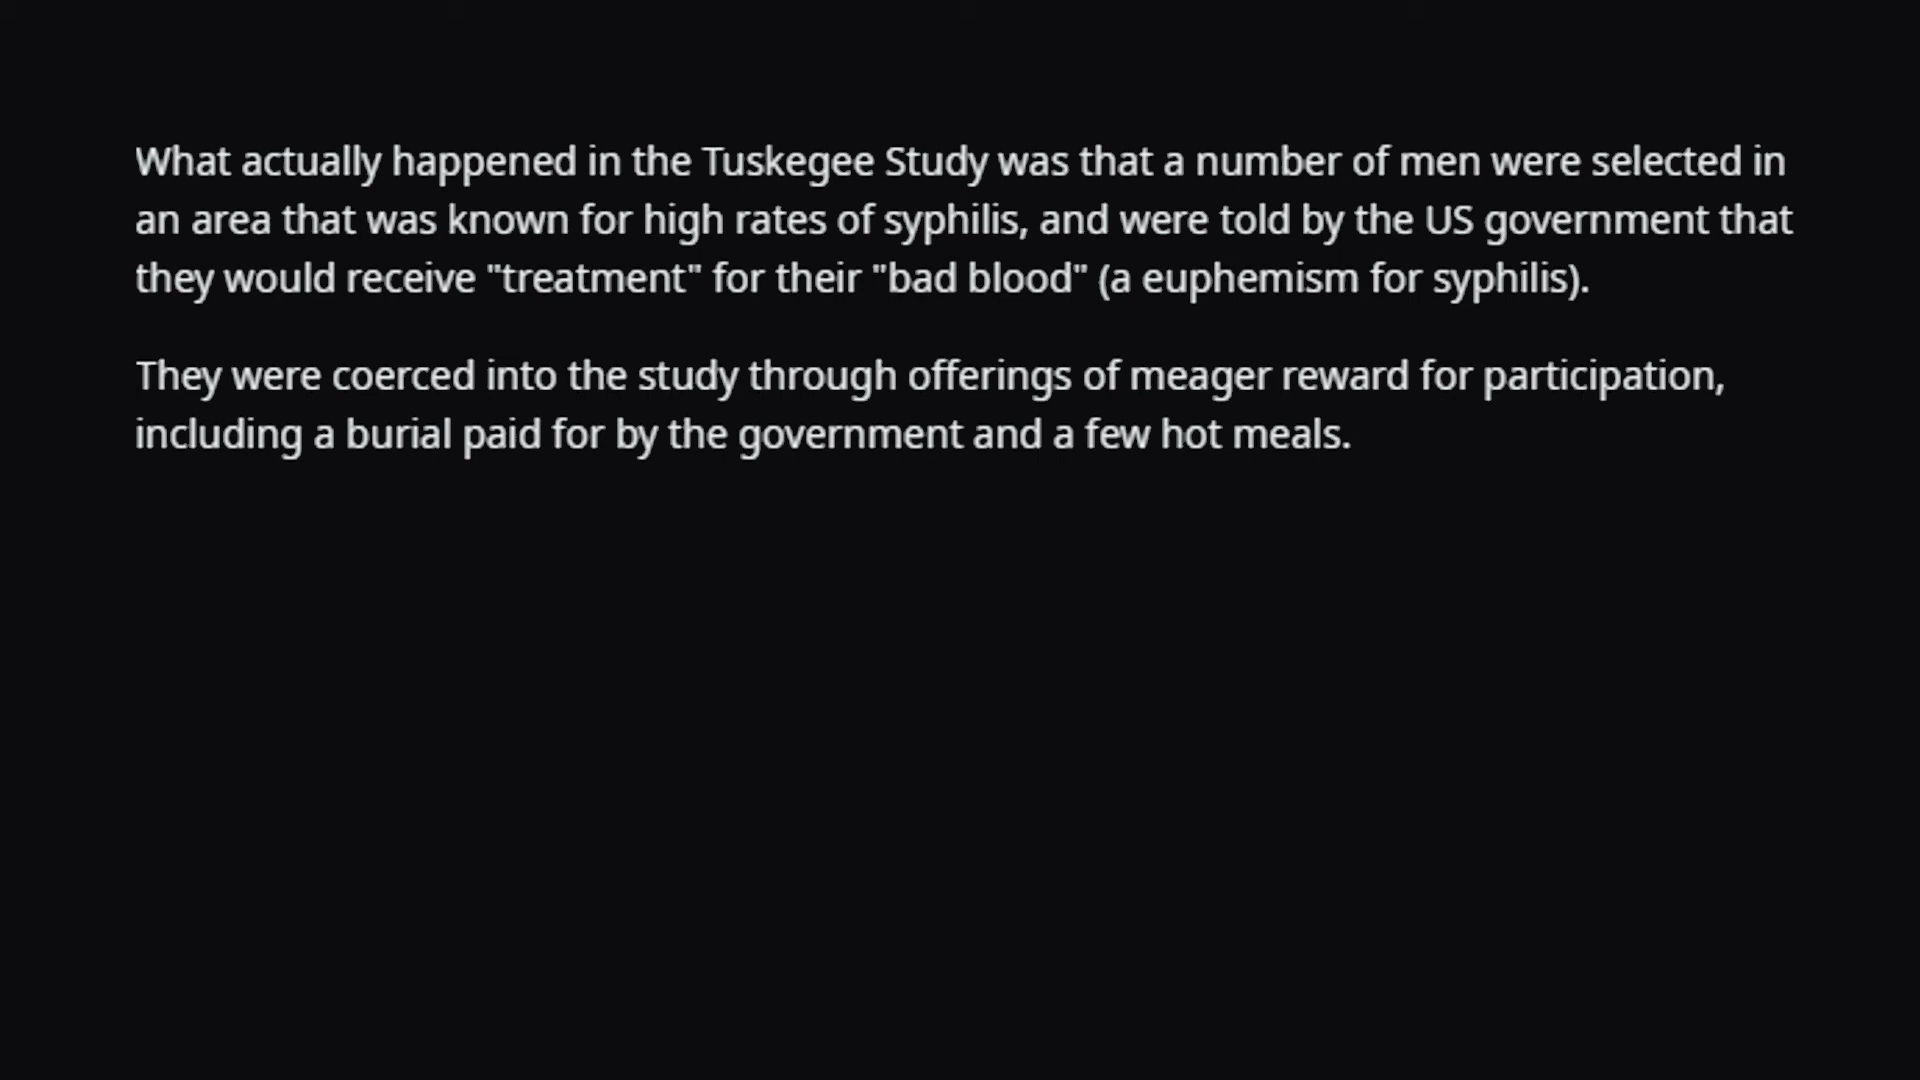 What actually happened in the Tuskegee Study was that a number of men were selected in
an area that was known for high rates of syphilis, and were told by the US government that
they would receive "treatment" for their "bad blood" (a euphemism for syphilis).
They were coerced into the study through offerings of meager reward for participation,
including a burial paid for by the government and a few hot meals.